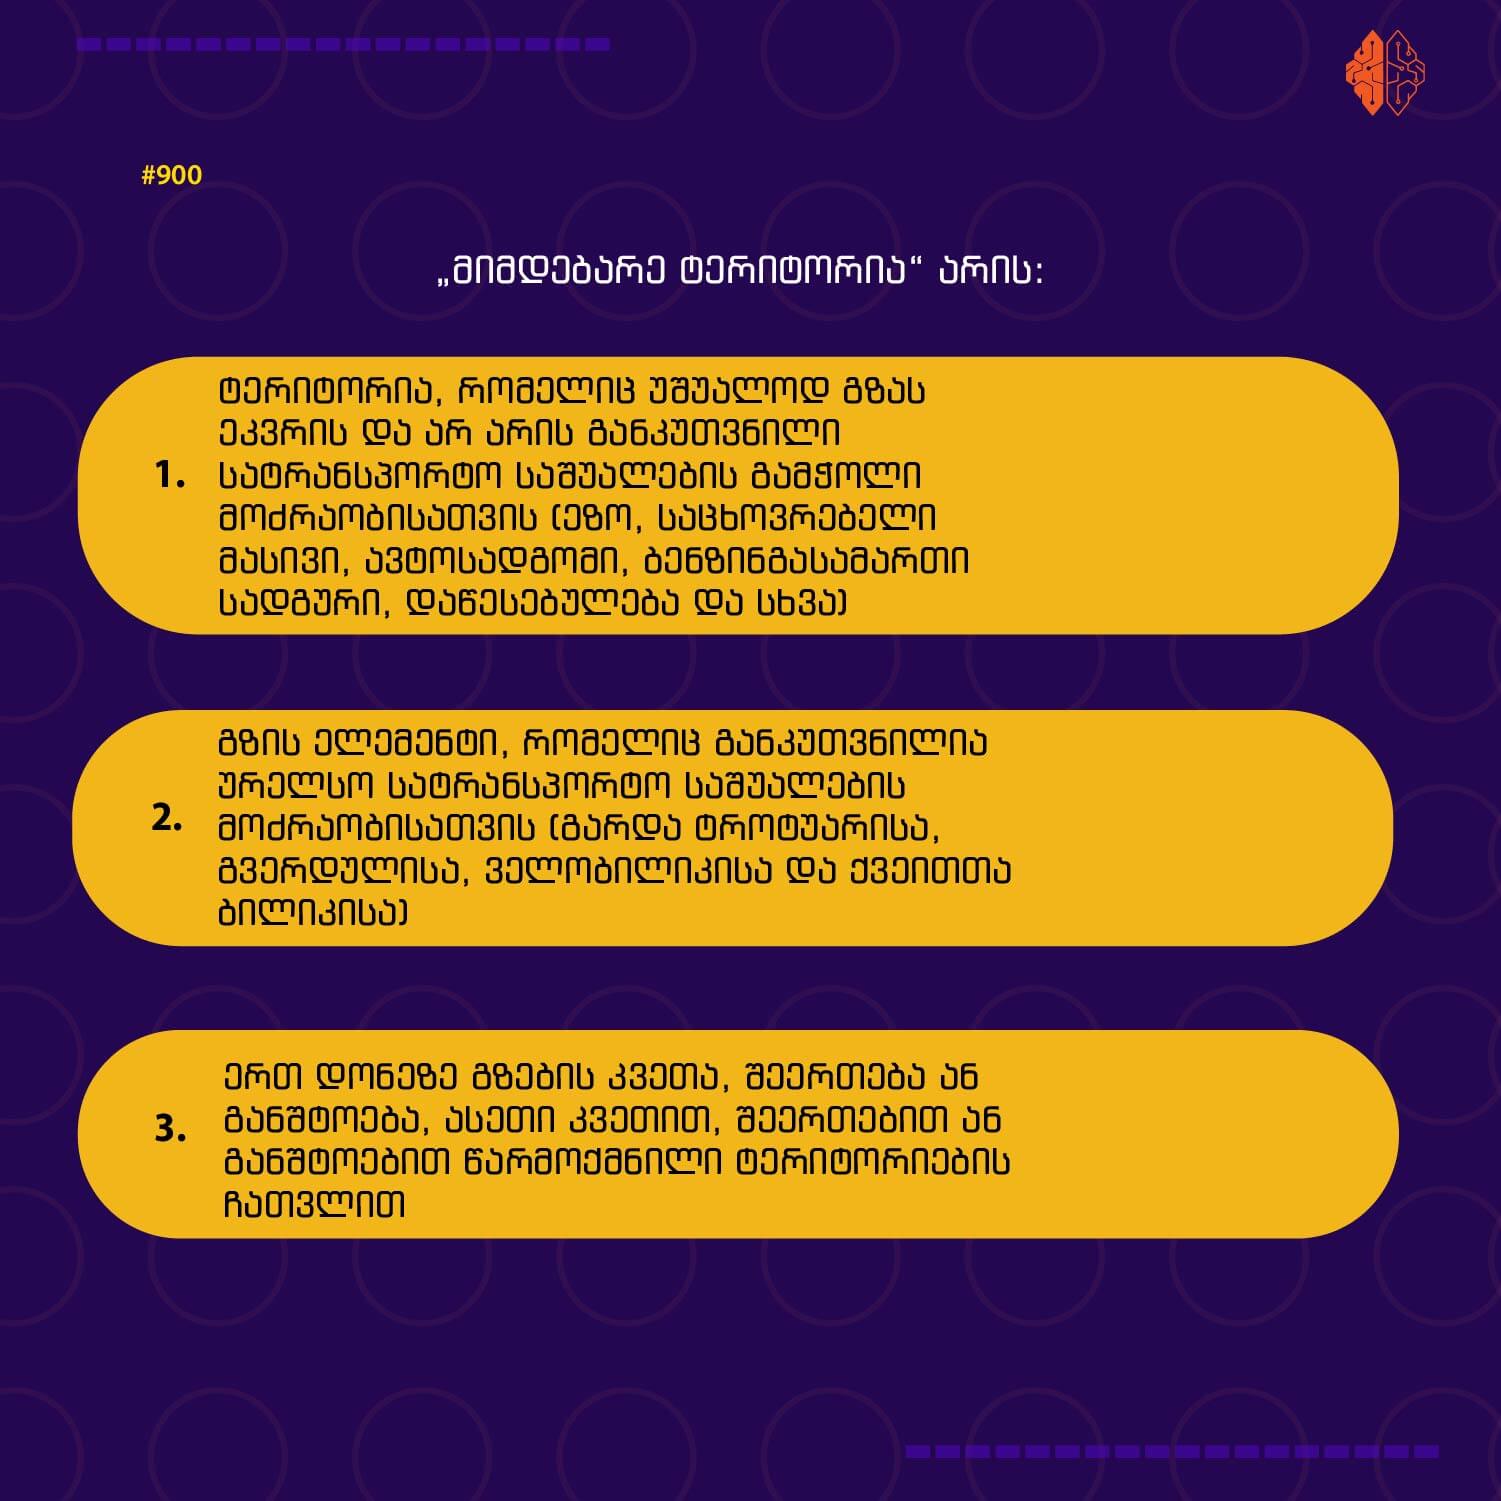 #900
„მიმდებარე ტერიტორია“ არის:
ტერიტორია, რომელიც უშუალოდ გზას
ეკვრის და არ არის განკუთვნილი
1. სატრანსპორტო საშუალების გამჭოლი
მოძრაობისათვის (ეზო, საცხოვრებელი
მასივი, ავტოსადგომი, ბენზინგასამართი
სადგური, დაწესებულება და სხვა)
გზის ელემენტი, რომელიც განკუთვნილია
ურელსო სატრანსპორტო საშუალების
2. მოძრაობისათვის (გარდა ტროტუარისა,
გვერდულისა, ველობილიკისა და ქვეითთა
ბილიკისა)
ერთ დონეზე გზების კვეთა, შეერთება ან
3. განშტოება, ასეთი კვეთით, შეერთებით ან
განშტოებით წარმოქმნილი ტერიტორიების
ჩათვლით